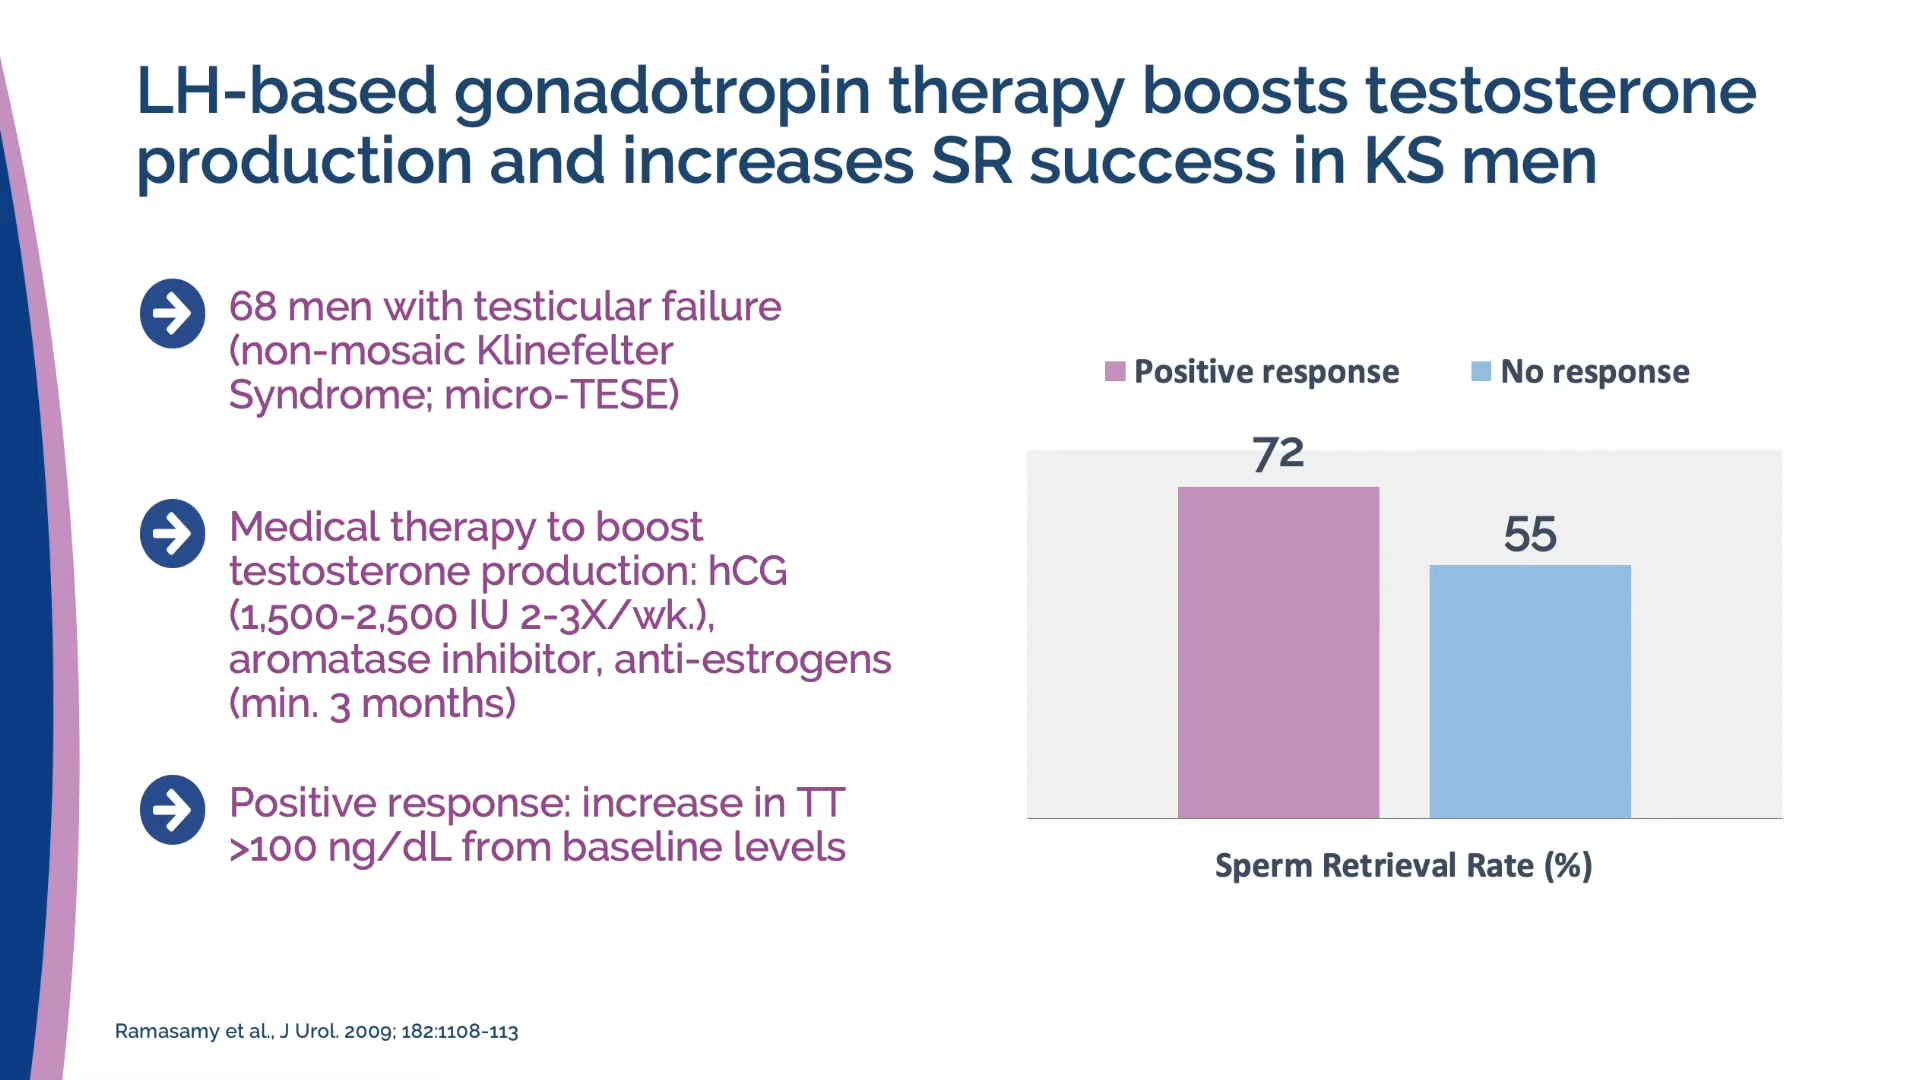 LH-based gonadotropin therapy boosts testosterone
production and increases SR success in KS men
68 men with testicular failure
(non-mosaic Klinefelter
Syndrome; micro-TESE)
Medical therapy to boost
testosterone production: hCG
(1,500-2,500 IU 2-3X/wk.),
aromatase inhibitor, anti-estrogens
(min. 3 months)
Positive response: increase in TT
>100 ng/dL from baseline levels
Positive response No response
72
55
Sperm Retrieval Rate (%)
Ramasamy et al., J Urol. 2009; 182:1108-113